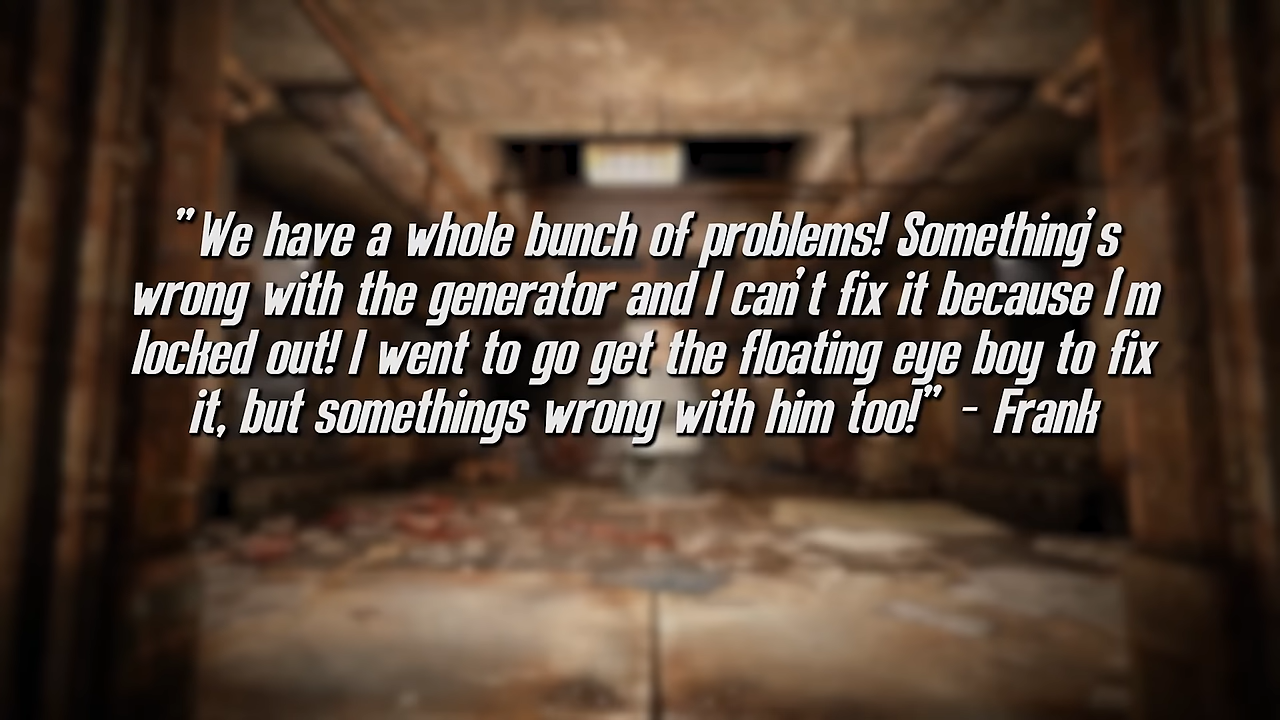 "We have a whole bunch of problems! Something's
wrong with the generator and I can't fix it because I'm
locked out! I went to go get the floating eye boy to fix
it, but somethings wrong with him too!" - Frank